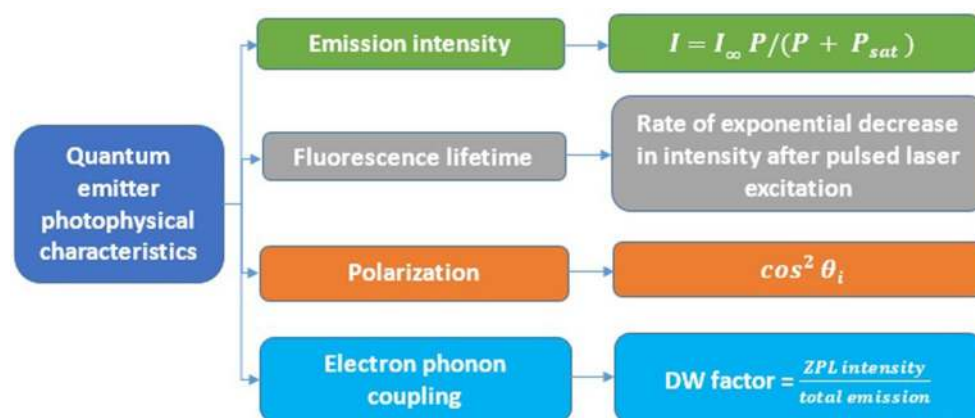 Quantum
emitter
photophysical
characteristics
Emission intensity
I = I∞ P/(P + Psat )
Fluorescence lifetime
Rate of exponential decrease
in intensity after pulsed laser
excitation
Polarization
cos² θi
Electron phonon
coupling
DW factor = ZPL intensity / total emission